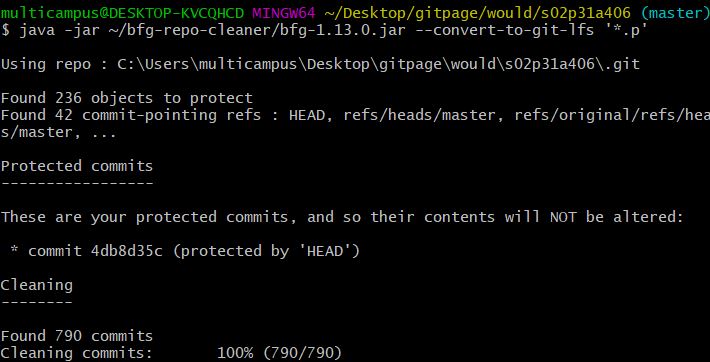 multicampus@DESKTOP-KVCQHCD MINGW64 ~/Desktop/gitpage/would/s02p31a406 (master)
$ java -jar ~/bfg-repo-cleaner/bfg-1.13.0.jar --convert-to-git-lfs '*.p'
Using repo : C:\Users\multicampus\Desktop\gitpage\would\s02p31a406\.git
Found 236 objects to protect
Found 42 commit-pointing refs : HEAD, refs/heads/master, refs/original/refs/hea
s/master, ...
Protected commits
-----------------
These are your protected commits, and so their contents will NOT be altered:
* commit 4db8d35c (protected by 'HEAD')
Cleaning
--------
Found 790 commits
Cleaning commits:       100% (790/790)